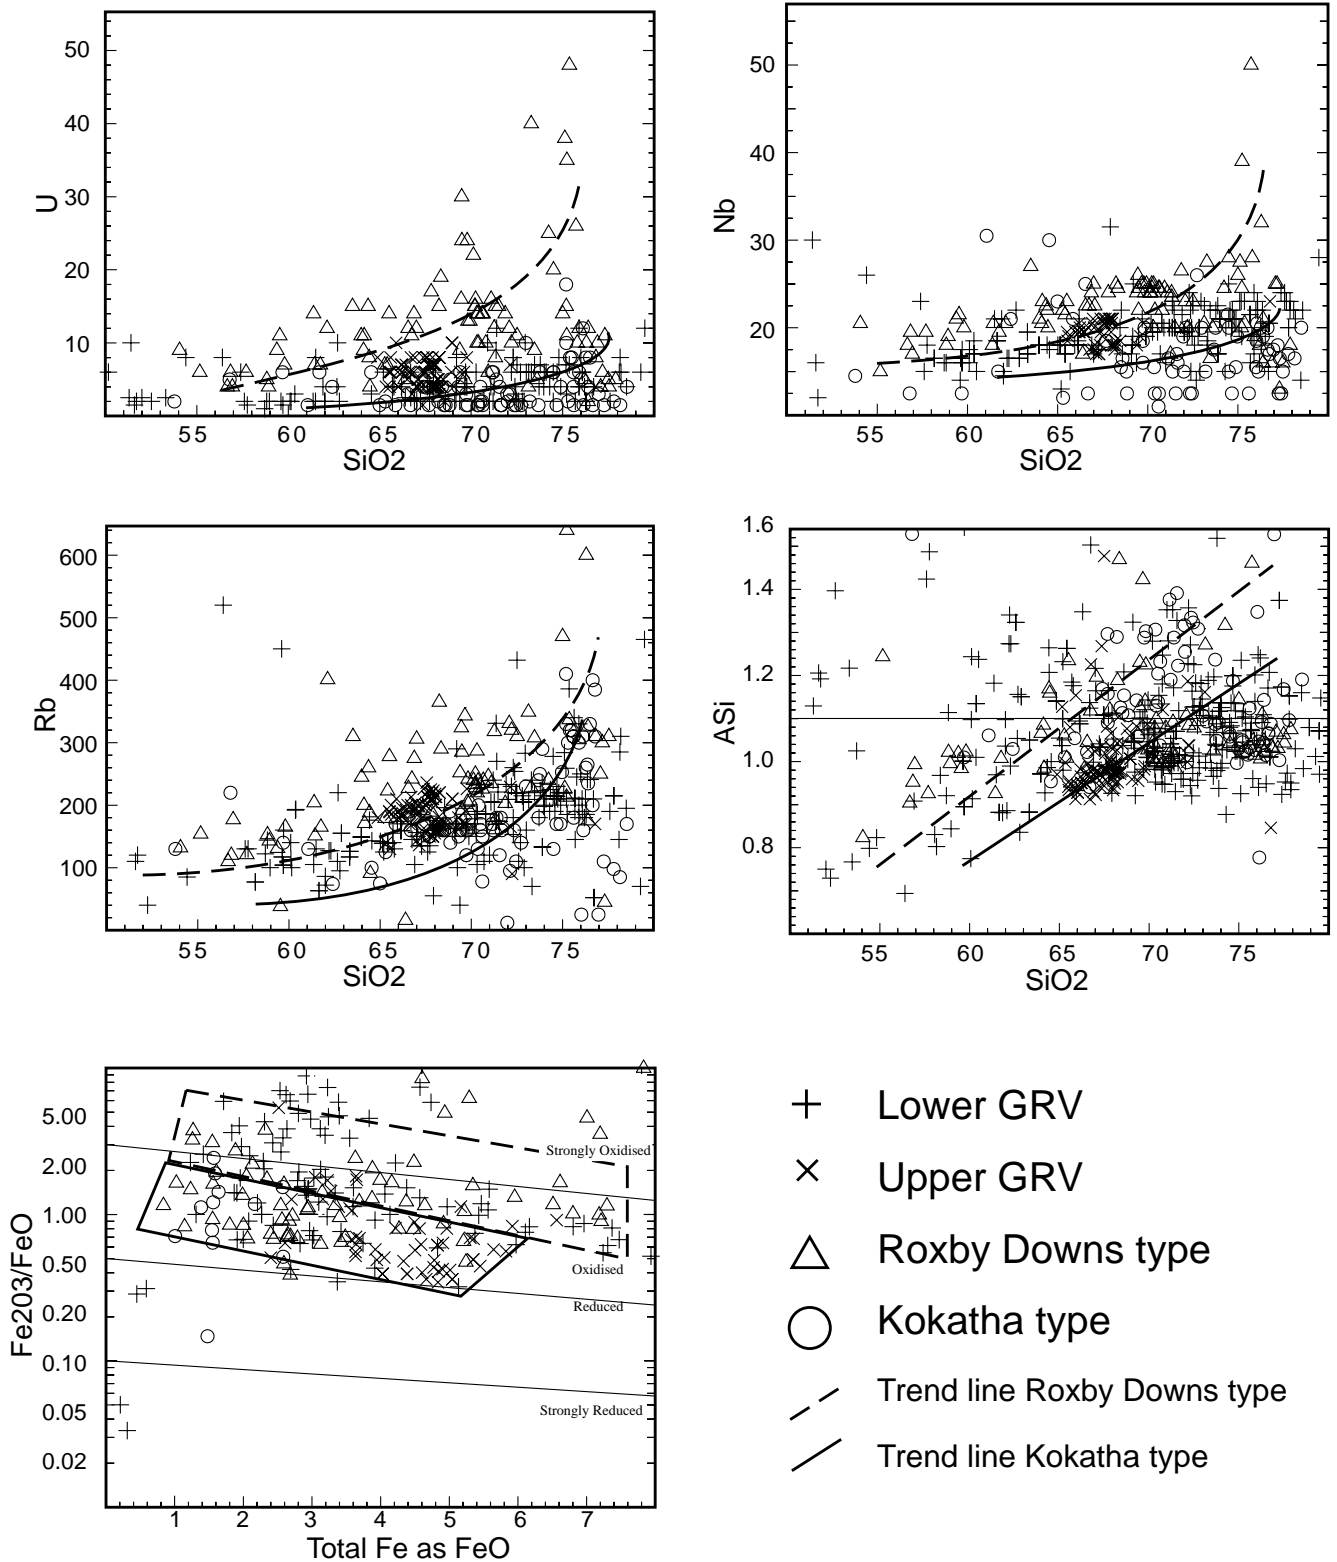 50
40
30
20
10
U
55 60 65 70 75
SiO2
50
40
30
20
Nb
55 60 65 70 75
SiO2
600
500
400
300
200
100
Rb
55 60 65 70 75
SiO2
1.6
1.4
1.2
1.0
0.8
ASi
55 60 65 70 75
SiO2
5.00
2.00
1.00
0.50
0.20
0.10
0.05
0.02
Fe203/FeO
Strongly Oxidised
Oxidised
Reduced
Strongly Reduced
1 2 3 4 5 6 7
Total Fe as FeO
Lower GRV
Upper GRV
Roxby Downs type
Kokatha type
Trend line Roxby Downs type
Trend line Kokatha type